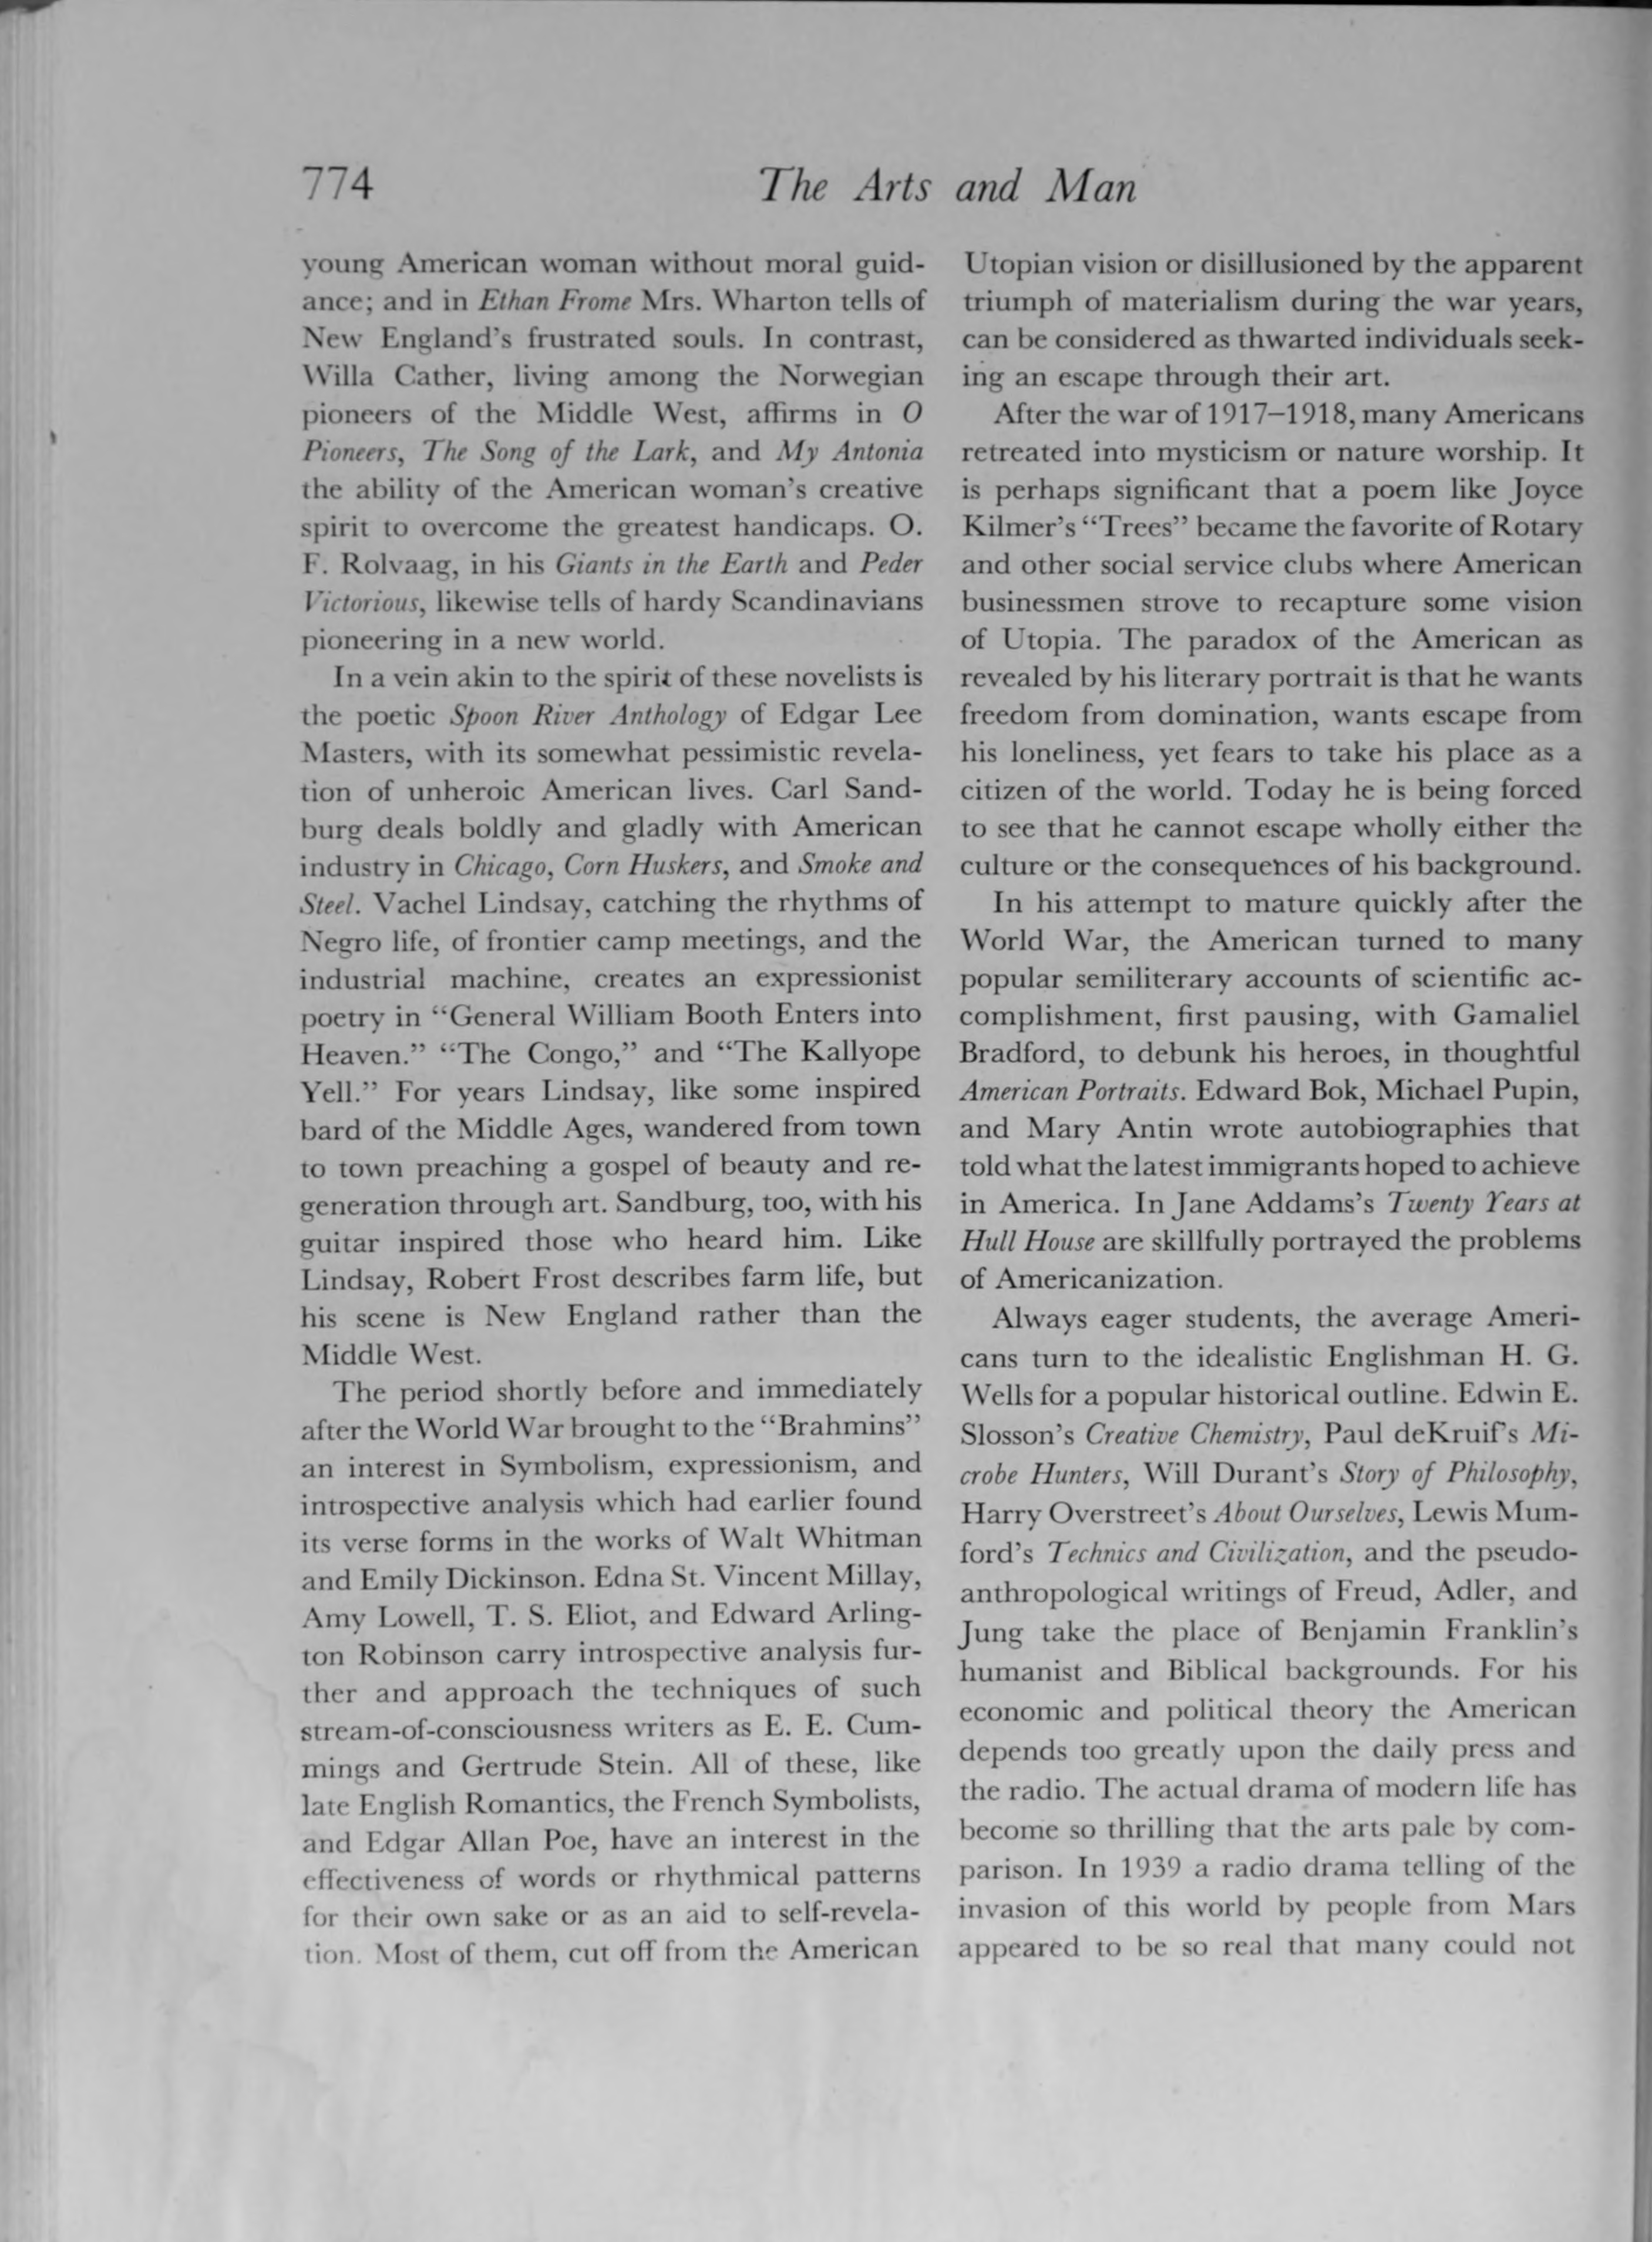 774
The Arts and Man
young American woman without moral guid-
ance; and in Ethan Frome Mrs. Wharton tells of
New England's frustrated souls. In contrast,
Willa Cather, living among the Norwegian
pioneers of the Middle West, affirms in O
Pioneers, The Song of the Lark, and My Antonia
the ability of the American woman's creative
spirit to overcome the greatest handicaps. O.
F. Rolvaag, in his Giants in the Earth and Peder
Victorious, likewise tells of hardy Scandinavians
pioneering in a new world.
In a vein akin to the spirit of these novelists is
the poetic Spoon River Anthology of Edgar Lee
Masters, with its somewhat pessimistic revela-
tion of unheroic American lives. Carl Sand-
burg deals boldly and gladly with American
industry in Chicago, Corn Huskers, and Smoke and
Steel. Vachel Lindsay, catching the rhythms of
Negro life, of frontier camp meetings, and the
industrial machine, creates an expressionist
poetry in "General William Booth Enters into
Heaven." "The Congo," and "The Kallyope
Yell." For years Lindsay, like some inspired
bard of the Middle Ages, wandered from town
to town preaching a gospel of beauty and re-
generation through art. Sandburg, too, with his
guitar inspired those who heard him. Like
Lindsay, Robert Frost describes farm life, but
his scene is New England rather than the
Middle West.
The period shortly before and immediately
after the World War brought to the "Brahmins"
an interest in Symbolism, expressionism, and
introspective analysis which had earlier found
its verse forms in the works of Walt Whitman
and Emily Dickinson. Edna St. Vincent Millay,
Amy Lowell, T. S. Eliot, and Edward Arling-
ton Robinson carry introspective analysis fur-
ther and approach the techniques of such
stream-of-consciousness writers as E. E. Cum-
mings and Gertrude Stein. All of these, like
late English Romantics, the French Symbolists,
and Edgar Allan Poe, have an interest in the
effectiveness of words or rhythmical patterns
for their own sake or as an aid to self-revela-
tion. Most of them, cut off from the American
Utopian vision or disillusioned by the apparent
triumph of materialism during the war years,
can be considered as thwarted individuals seek-
ing an escape through their art.
After the war of 1917–1918, many Americans
retreated into mysticism or nature worship. It
is perhaps significant that a poem like Joyce
Kilmer's "Trees" became the favorite of Rotary
and other social service clubs where American
businessmen strove to recapture some vision
of Utopia. The paradox of the American as
revealed by his literary portrait is that he wants
freedom from domination, wants escape from
his loneliness, yet fears to take his place as a
citizen of the world. Today he is being forced
to see that he cannot escape wholly either the
culture or the consequences of his background.
In his attempt to mature quickly after the
World War, the American turned to many
popular semiliterary accounts of scientific ac-
complishment, first pausing, with Gamaliel
Bradford, to debunk his heroes, in thoughtful
American Portraits. Edward Bok, Michael Pupin,
and Mary Antin wrote autobiographies that
told what the latest immigrants hoped to achieve
in America. In Jane Addams's Twenty Years at
Hull House are skillfully portrayed the problems
of Americanization.
Always eager students, the average Ameri-
cans turn to the idealistic Englishman H. G.
Wells for a popular historical outline. Edwin E.
Slosson's Creative Chemistry, Paul deKruif's Mi-
crobe Hunters, Will Durant's Story of Philosophy,
Harry Overstreet's About Ourselves, Lewis Mum-
ford's Technics and Civilization, and the pseudo-
anthropological writings of Freud, Adler, and
Jung take the place of Benjamin Franklin's
humanist and Biblical backgrounds. For his
economic and political theory the American
depends too greatly upon the daily press and
the radio. The actual drama of modern life has
become so thrilling that the arts pale by com-
parison. In 1939 a radio drama telling of the
invasion of this world by people from Mars
appeared to be so real that many could not